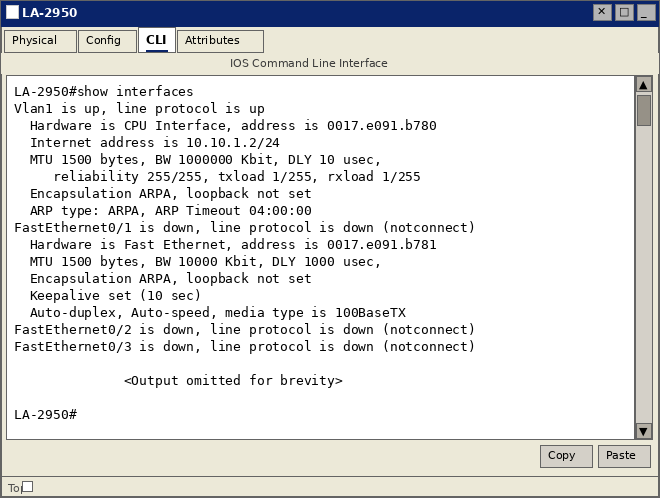 LA-2950
Physical Config CLI Attributes
IOS Command Line Interface
LA-2950#show interfaces
Vlan1 is up, line protocol is up
  Hardware is CPU Interface, address is 0017.e091.b780
  Internet address is 10.10.1.2/24
  MTU 1500 bytes, BW 1000000 Kbit, DLY 10 usec,
     reliability 255/255, txload 1/255, rxload 1/255
  Encapsulation ARPA, loopback not set
  ARP type: ARPA, ARP Timeout 04:00:00
FastEthernet0/1 is down, line protocol is down (notconnect)
  Hardware is Fast Ethernet, address is 0017.e091.b781
  MTU 1500 bytes, BW 10000 Kbit, DLY 1000 usec,
  Encapsulation ARPA, loopback not set
  Keepalive set (10 sec)
  Auto-duplex, Auto-speed, media type is 100BaseTX
FastEthernet0/2 is down, line protocol is down (notconnect)
FastEthernet0/3 is down, line protocol is down (notconnect)
<Output omitted for brevity>
LA-2950#
Copy Paste
Top